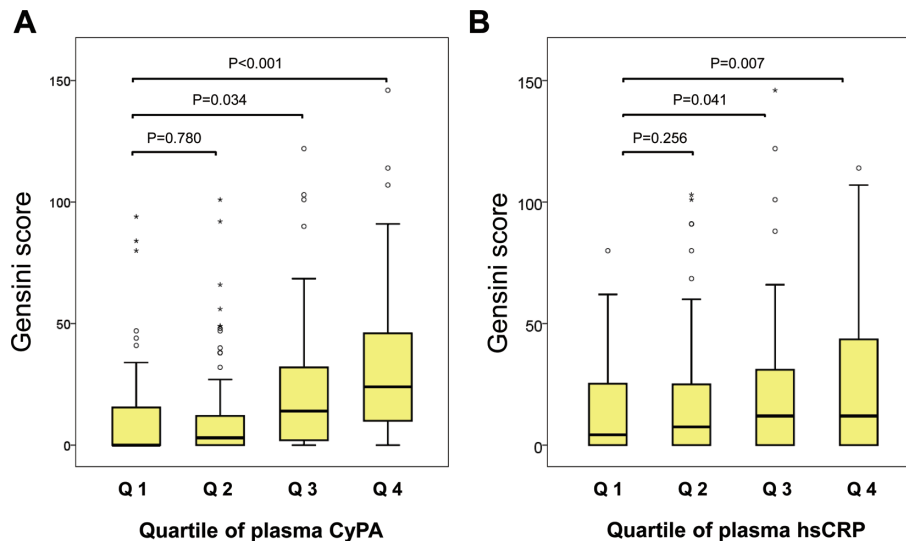 A
P<0.001
P=0.034
P=0.780
150
100
50
0
Gensini score
Q 1 Q 2 Q 3 Q 4
Quartile of plasma CyPA
B
P=0.007
P=0.041
P=0.256
150
100
50
0
Gensini score
Q 1 Q 2 Q 3 Q 4
Quartile of plasma hsCRP